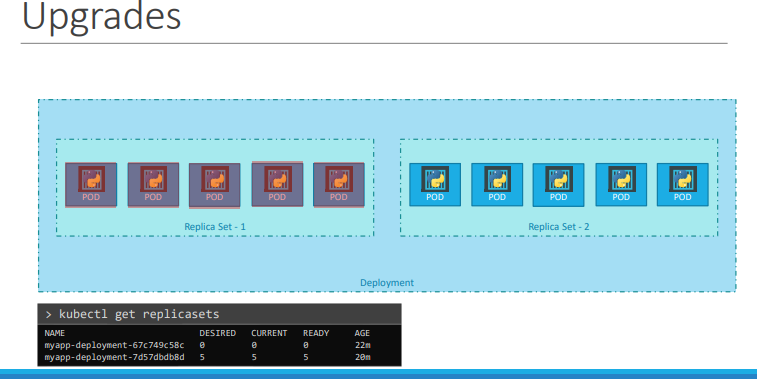 Upgrades
POD POD POD POD POD
Replica Set - 1
POD POD POD POD POD
Replica Set - 2
Deployment
> kubectl get replicasets
NAME DESIRED CURRENT READY AGE
myapp-deployment-67c749c58c 0 0 0 22m
myapp-deployment-7d57dbdb8d 5 5 5 20m